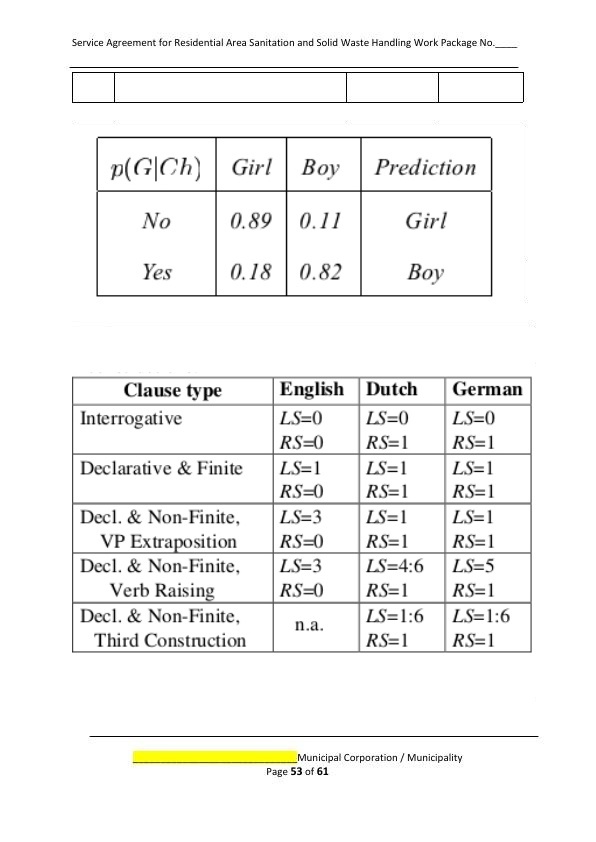 Service Agreement for Residential Area Sanitation and Solid Waste Handling Work Package No.____
p(G|Ch) Girl Boy Prediction
No 0.89 0.11 Girl
Yes 0.18 0.82 Boy
Clause type English Dutch German
Interrogative LS=0 LS=0 LS=0
RS=0 RS=1 RS=1
Declarative & Finite LS=1 LS=1 LS=1
RS=0 RS=1 RS=1
Decl. & Non-Finite, LS=3 LS=1 LS=1
VP Extraposition RS=0 RS=1 RS=1
Decl. & Non-Finite, LS=3 LS=4:6 LS=5
Verb Raising RS=0 RS=1 RS=1
Decl. & Non-Finite, n.a. LS=1:6 LS=1:6
Third Construction RS=1 RS=1
____________________________Municipal Corporation / Municipality
Page 53 of 61